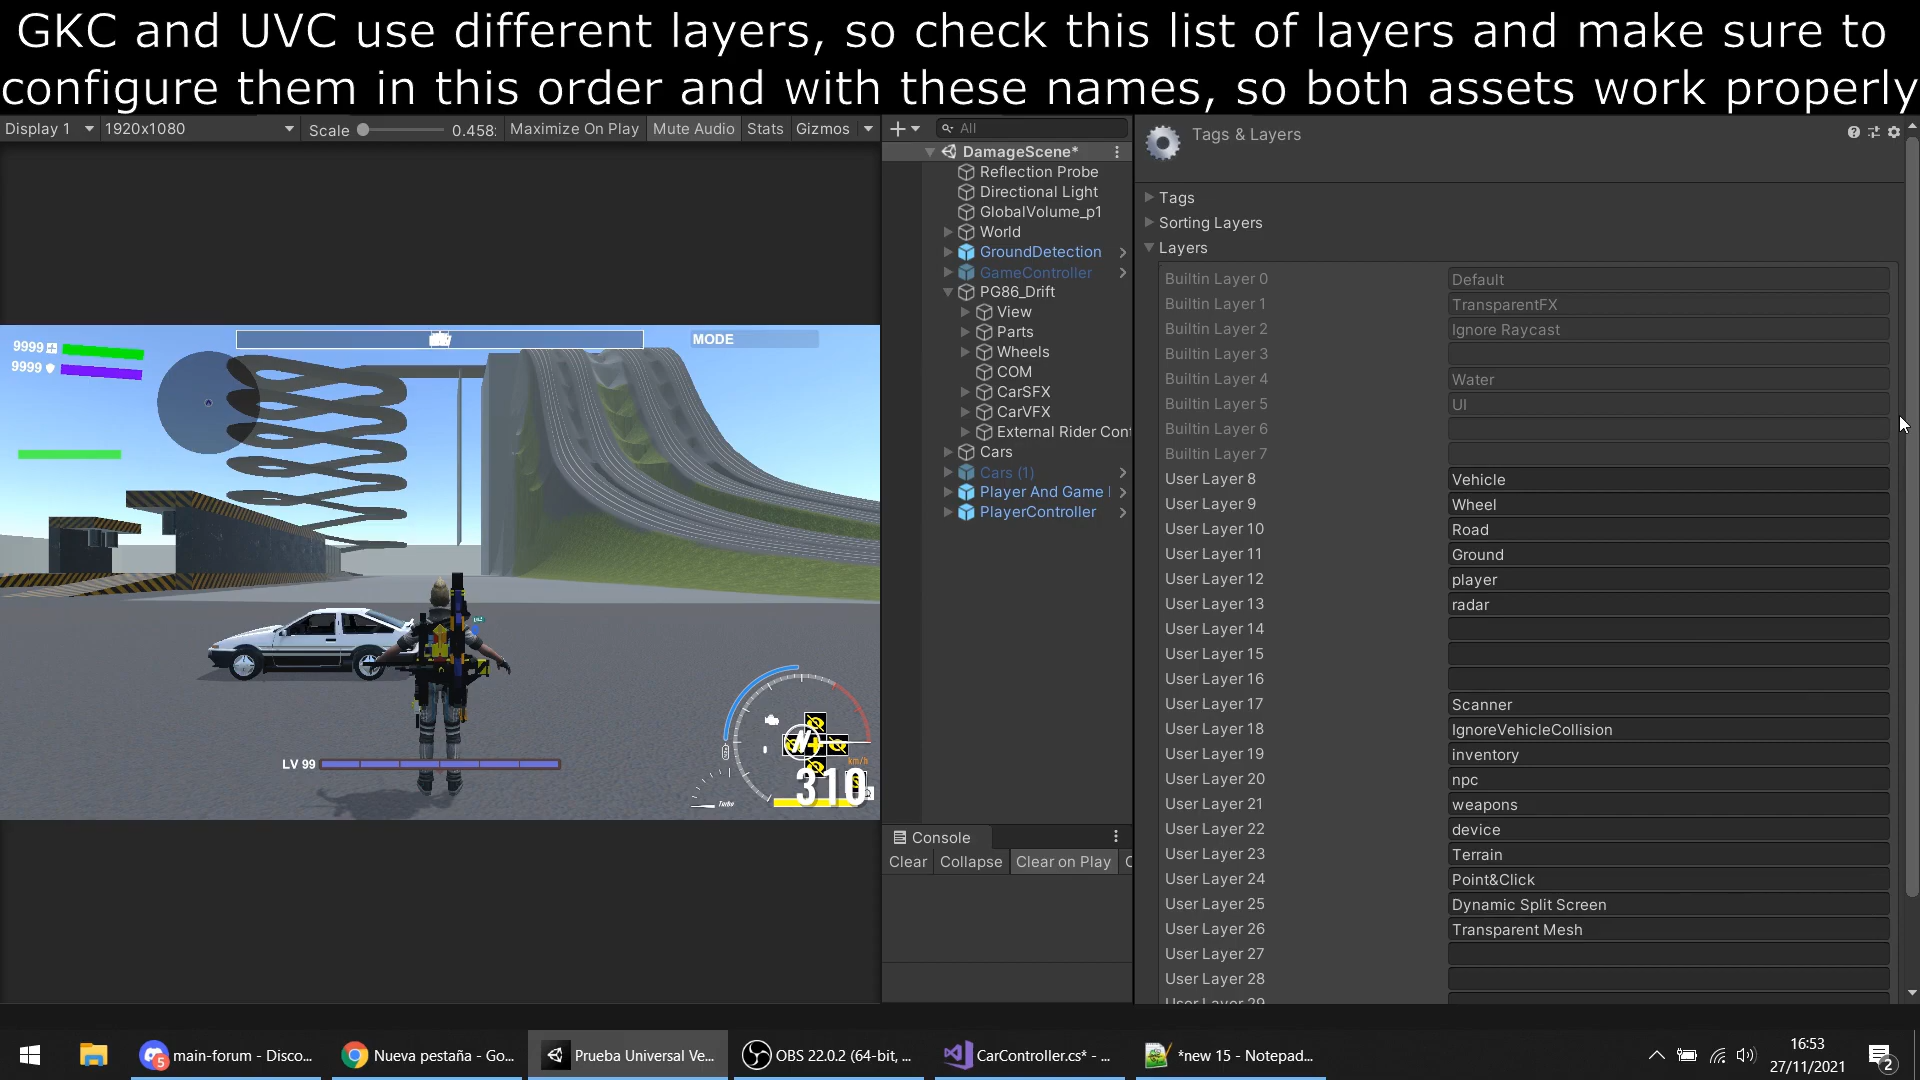 GKC and UVC use different layers, so check this list of layers and make sure to
configure them in this order and with these names, so both assets work properly
Display 1
1920x1080
Scale
0.458:
Maximize On Play
Mute Audio
Stats
Gizmos
All
DamageScene*
Reflection Probe
Directional Light
GlobalVolume_p1
World
GroundDetection
GameController
PG86_Drift
View
Parts
Wheels
COM
CarSFX
CarVFX
External Rider Con
Cars
Cars (1)
Player And Game
PlayerController
Console
Clear
Collapse
Clear on Play
9999
9999
MODE
LV 99
km/h
310
Turbo
N
Tags & Layers
Tags
Sorting Layers
Layers
Builtin Layer 0 Default
Builtin Layer 1 TransparentFX
Builtin Layer 2 Ignore Raycast
Builtin Layer 3
Builtin Layer 4 Water
Builtin Layer 5 UI
Builtin Layer 6
Builtin Layer 7
User Layer 8 Vehicle
User Layer 9 Wheel
User Layer 10 Road
User Layer 11 Ground
User Layer 12 player
User Layer 13 radar
User Layer 14
User Layer 15
User Layer 16
User Layer 17 Scanner
User Layer 18 IgnoreVehicleCollision
User Layer 19 inventory
User Layer 20 npc
User Layer 21 weapons
User Layer 22 device
User Layer 23 Terrain
User Layer 24 Point&Click
User Layer 25 Dynamic Split Screen
User Layer 26 Transparent Mesh
User Layer 27
User Layer 28
User Layer 29
5
main-forum - Disco...
Nueva pestaña - Go...
Prueba Universal Ve...
OBS 22.0.2 (64-bit, ...
CarController.cs* - ...
*new 15 - Notepad...
16:53
27/11/2021
2